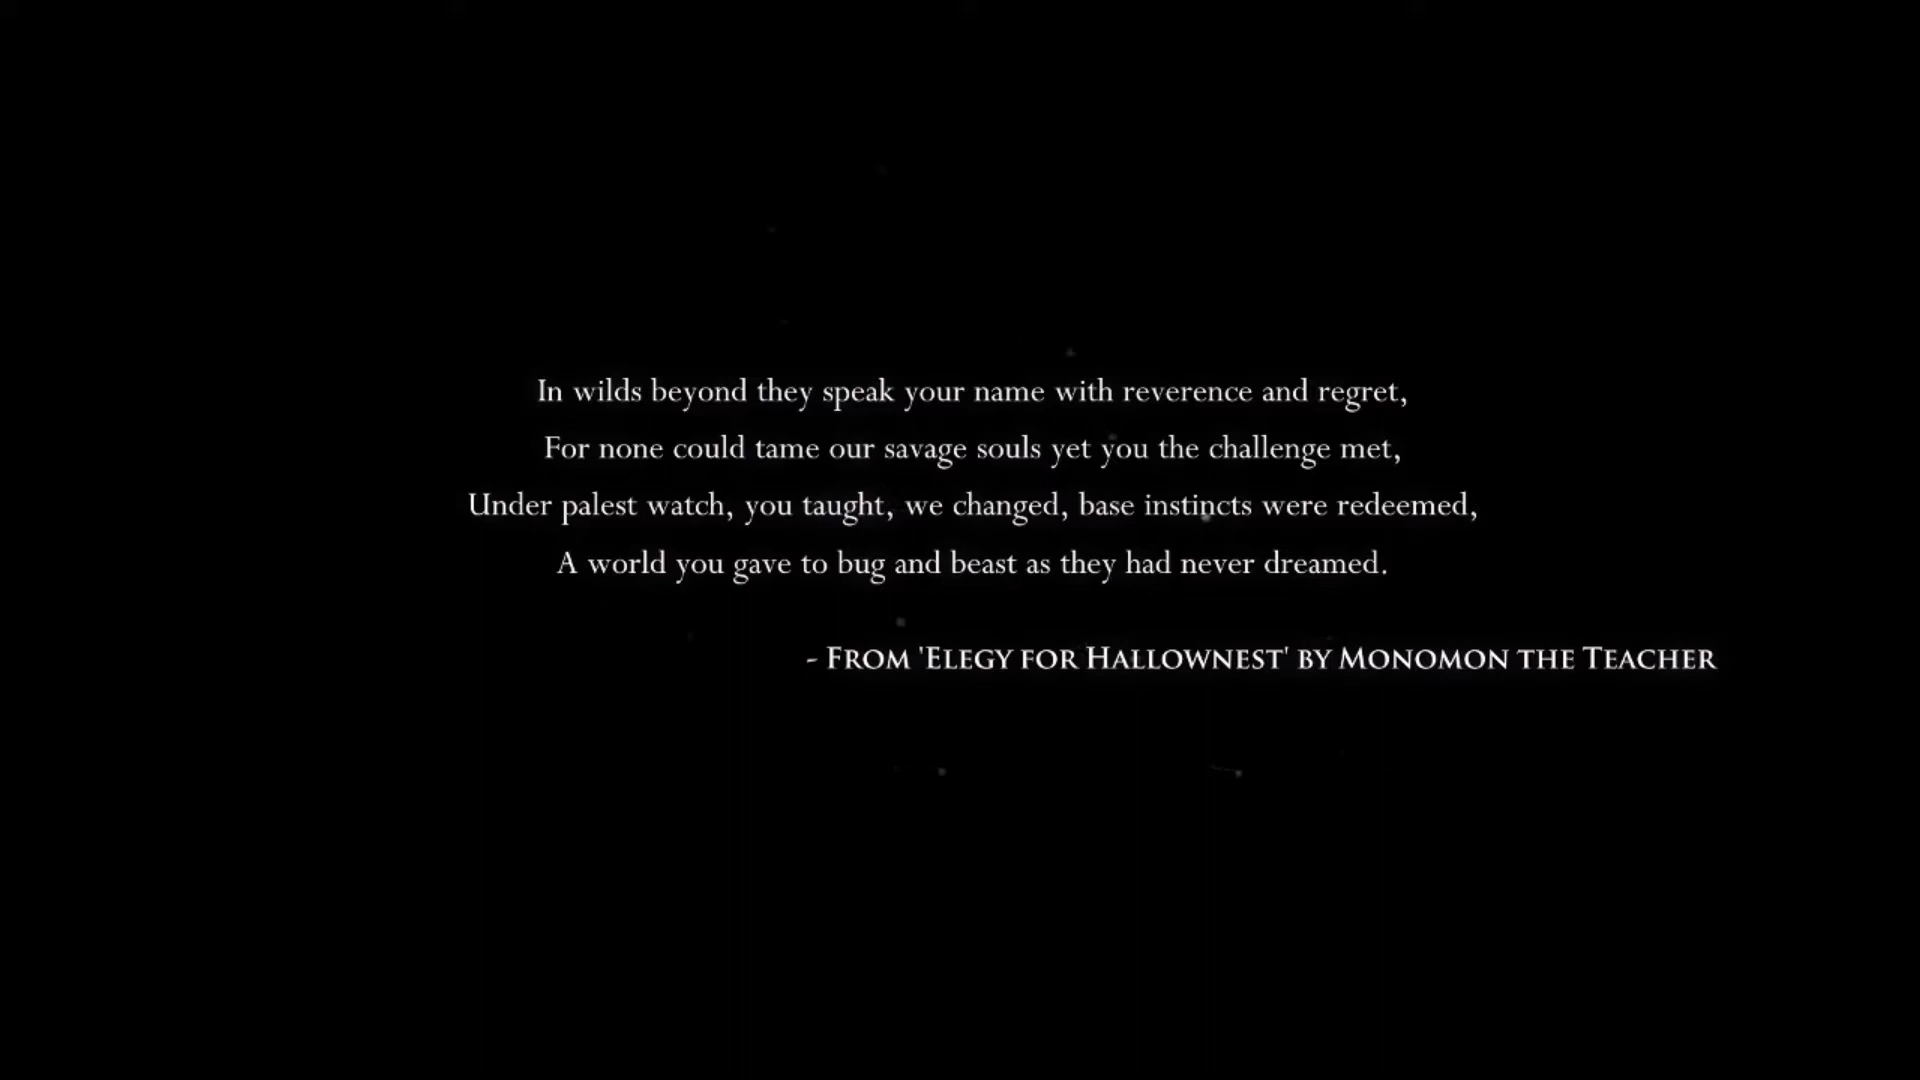 In wilds beyond they speak your name with reverence and regret,
For none could tame our savage souls yet you the challenge met,
Under palest watch, you taught, we changed, base instincts were redeemed,
A world you gave to bug and beast as they had never dreamed.
- From 'Elegy for Hallownest' by Monomon the Teacher